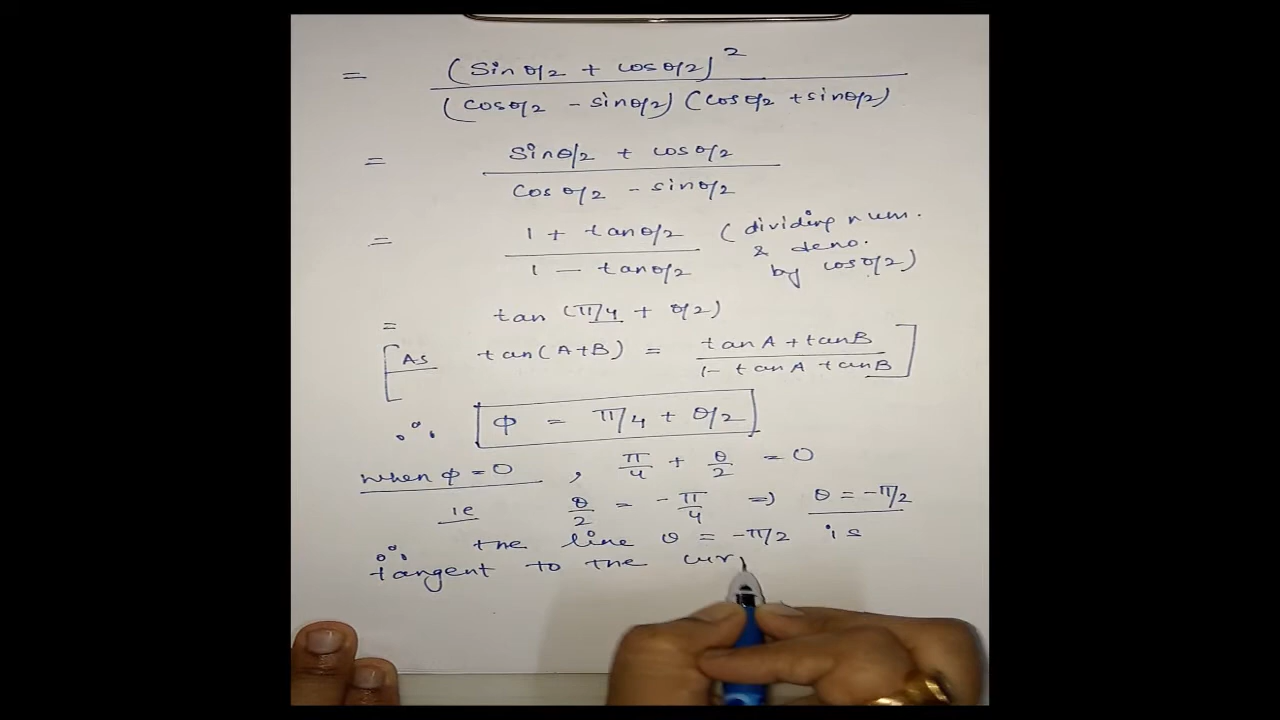 = (sin θ/2 + cos θ/2)² / (cos θ/2 - sin θ/2) (cos θ/2 + sin θ/2)
= sin θ/2 + cos θ/2 / cos θ/2 - sin θ/2
= 1 + tan θ/2 / 1 - tan θ/2 (dividing num. & deno. by cos θ/2)
= tan (π/4 + θ/2)
[As tan(A+B) = tan A + tan B / 1 - tan A tan B]
∴ φ = π/4 + θ/2
when φ = 0 , π/4 + θ/2 = 0
ie θ/2 = -π/4 => θ = -π/2
∴ the line θ = -π/2 is
tangent to the curv